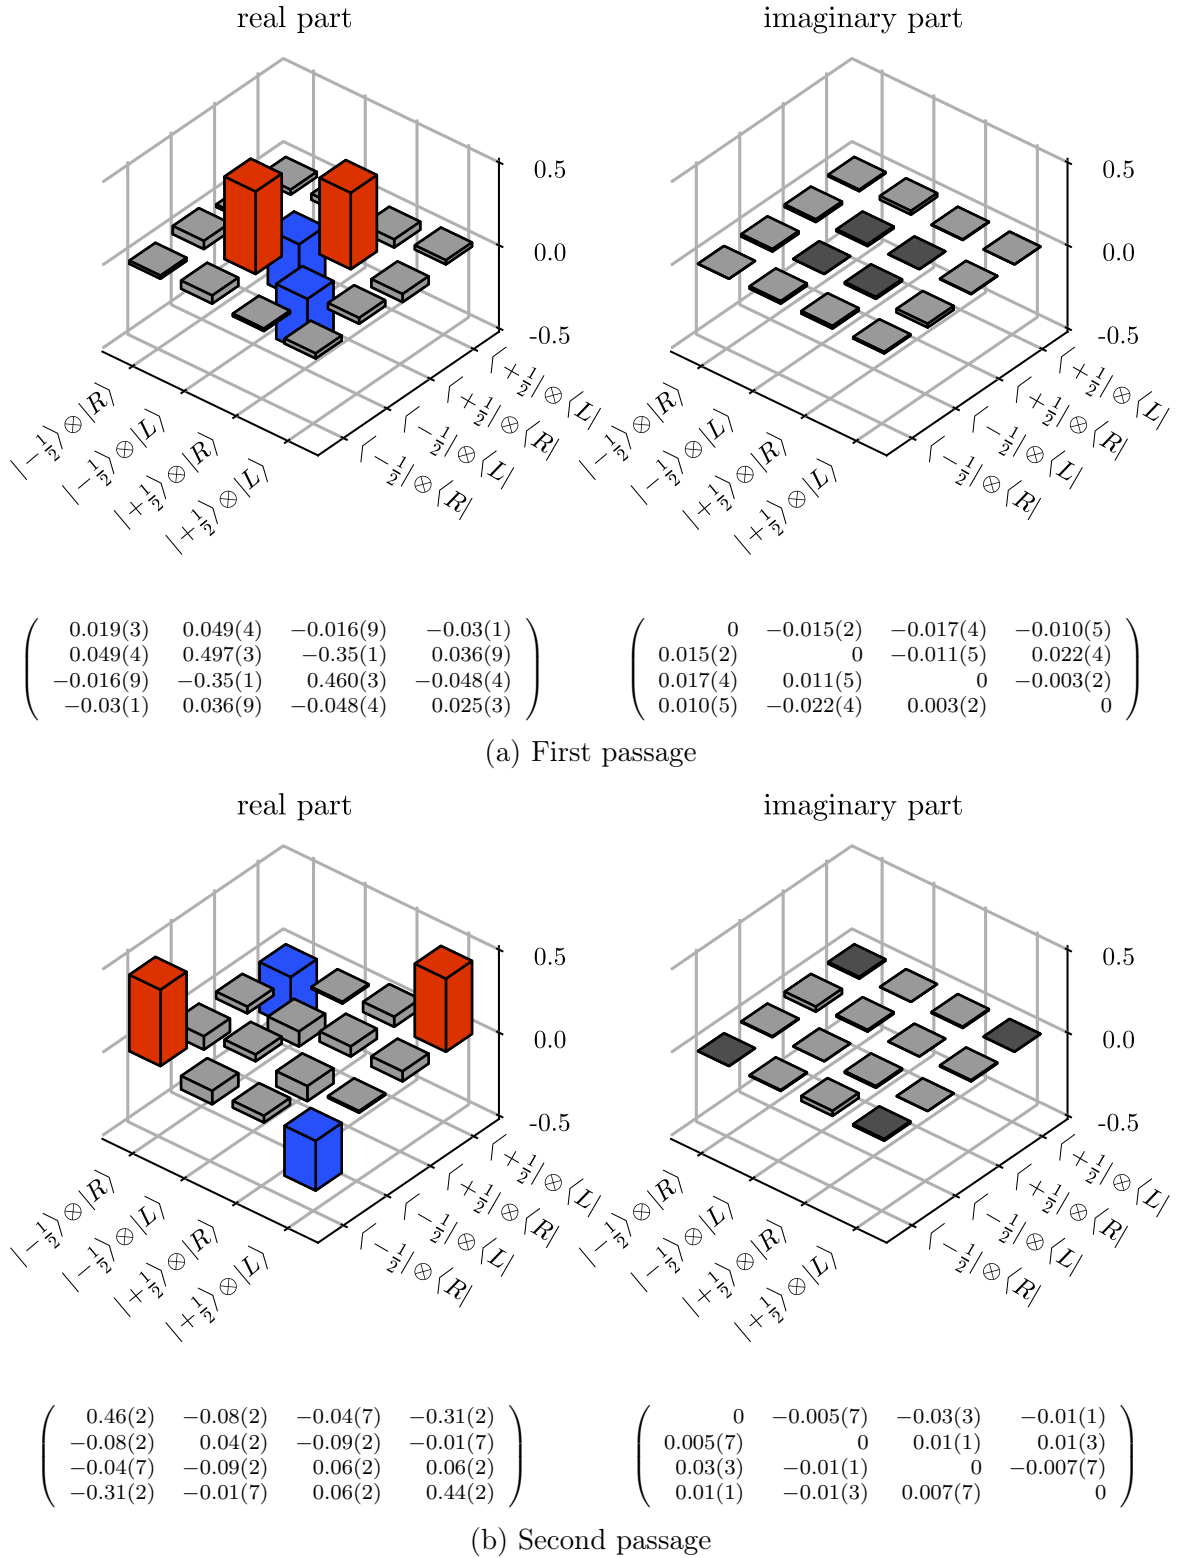 real part
imaginary part
0.5
0.0
-0.5
0.5
0.0
-0.5
|−1/2⟩⊗|R⟩
|−1/2⟩⊗|L⟩
|+1/2⟩⊗|R⟩
|+1/2⟩⊗|L⟩
⟨−1/2|⊗⟨R|
⟨−1/2|⊗⟨L|
⟨+1/2|⊗⟨R|
⟨+1/2|⊗⟨L|
|−1/2⟩⊗|R⟩
|−1/2⟩⊗|L⟩
|+1/2⟩⊗|R⟩
|+1/2⟩⊗|L⟩
⟨−1/2|⊗⟨R|
⟨−1/2|⊗⟨L|
⟨+1/2|⊗⟨R|
⟨+1/2|⊗⟨L|
0.019(3) 0.049(4) −0.016(9) −0.03(1)
0.049(4) 0.497(3) −0.35(1) 0.036(9)
−0.016(9) −0.35(1) 0.460(3) −0.048(4)
−0.03(1) 0.036(9) −0.048(4) 0.025(3)
0 −0.015(2) −0.017(4) −0.010(5)
0.015(2) 0 −0.011(5) 0.022(4)
0.017(4) 0.011(5) 0 −0.003(2)
0.010(5) −0.022(4) 0.003(2) 0
(a) First passage
real part
imaginary part
0.5
0.0
-0.5
0.5
0.0
-0.5
|−1/2⟩⊗|R⟩
|−1/2⟩⊗|L⟩
|+1/2⟩⊗|R⟩
|+1/2⟩⊗|L⟩
⟨−1/2|⊗⟨R|
⟨−1/2|⊗⟨L|
⟨+1/2|⊗⟨R|
⟨+1/2|⊗⟨L|
|−1/2⟩⊗|R⟩
|−1/2⟩⊗|L⟩
|+1/2⟩⊗|R⟩
|+1/2⟩⊗|L⟩
⟨−1/2|⊗⟨R|
⟨−1/2|⊗⟨L|
⟨+1/2|⊗⟨R|
⟨+1/2|⊗⟨L|
0.46(2) −0.08(2) −0.04(7) −0.31(2)
−0.08(2) 0.04(2) −0.09(2) −0.01(7)
−0.04(7) −0.09(2) 0.06(2) 0.06(2)
−0.31(2) −0.01(7) 0.06(2) 0.44(2)
0 −0.005(7) −0.03(3) −0.01(1)
0.005(7) 0 0.01(1) 0.01(3)
0.03(3) −0.01(1) 0 −0.007(7)
0.01(1) −0.01(3) 0.007(7) 0
(b) Second passage